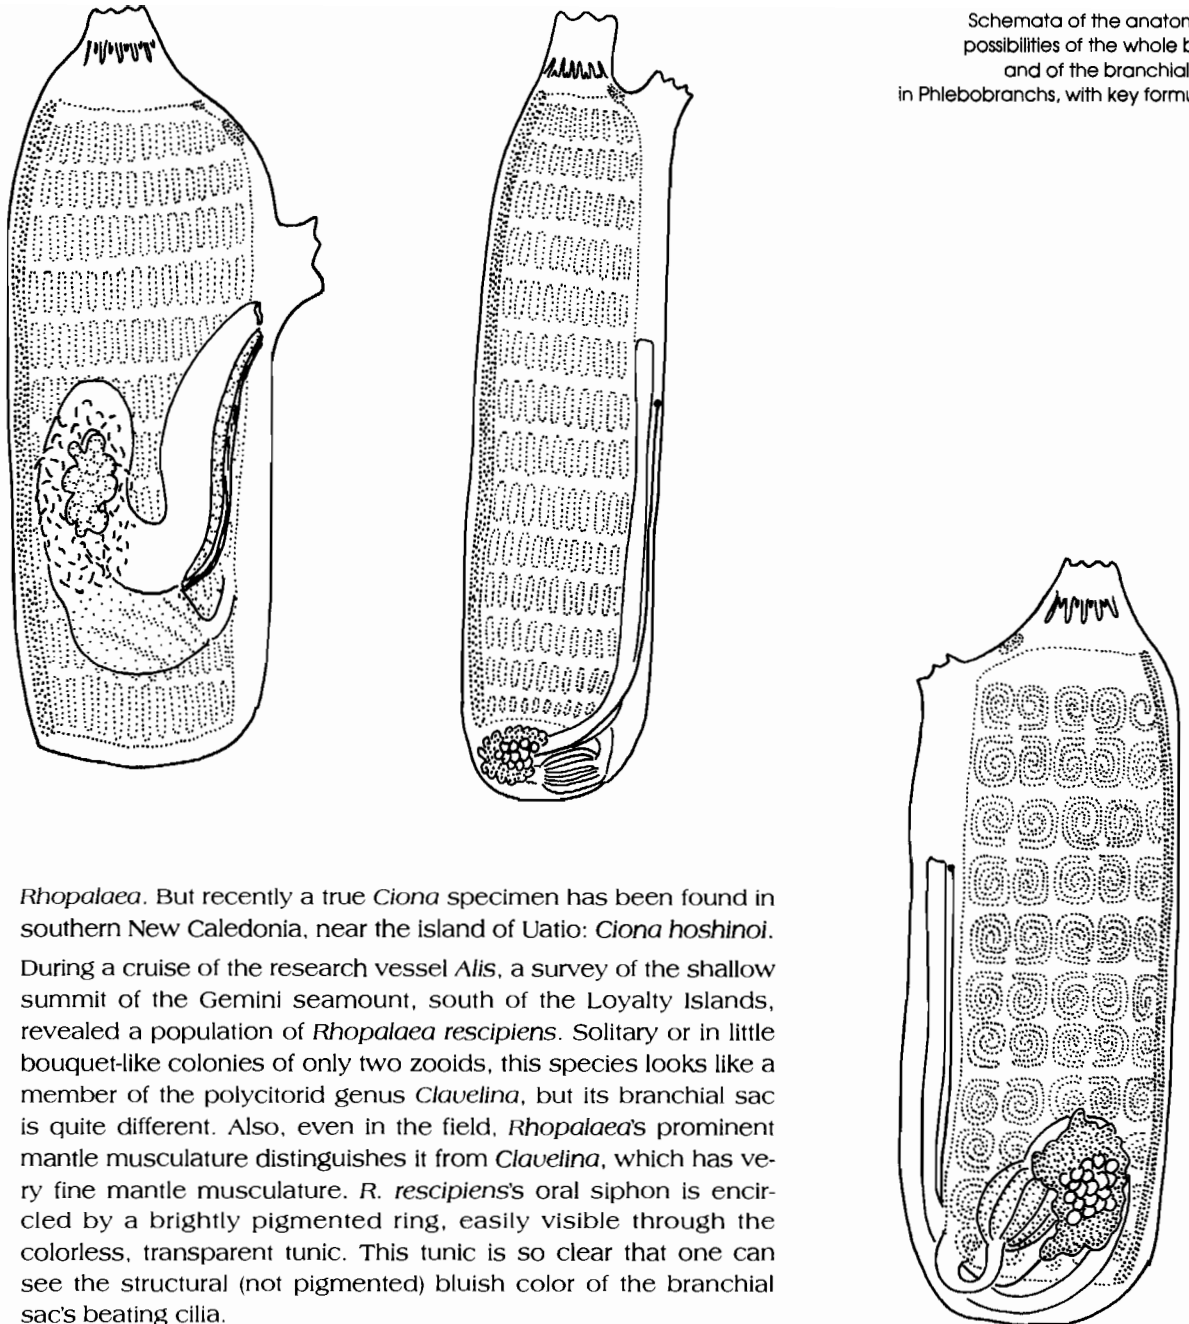 Schemata of the anatom
possibilities of the whole b
and of the branchial
in Phlebobranchs, with key formu
Rhopalaea. But recently a true Ciona specimen has been found in
southern New Caledonia, near the island of Uatio: Ciona hoshinoi.
During a cruise of the research vessel Alis, a survey of the shallow
summit of the Gemini seamount, south of the Loyalty Islands,
revealed a population of Rhopalaea rescipiens. Solitary or in little
bouquet-like colonies of only two zooids, this species looks like a
member of the polycitorid genus Clavelina, but its branchial sac
is quite different. Also, even in the field, Rhopalaea's prominent
mantle musculature distinguishes it from Clavelina, which has ve-
ry fine mantle musculature. R. rescipiens's oral siphon is encir-
cled by a brightly pigmented ring, easily visible through the
colorless, transparent tunic. This tunic is so clear that one can
see the structural (not pigmented) bluish color of the branchial
sac's beating cilia.